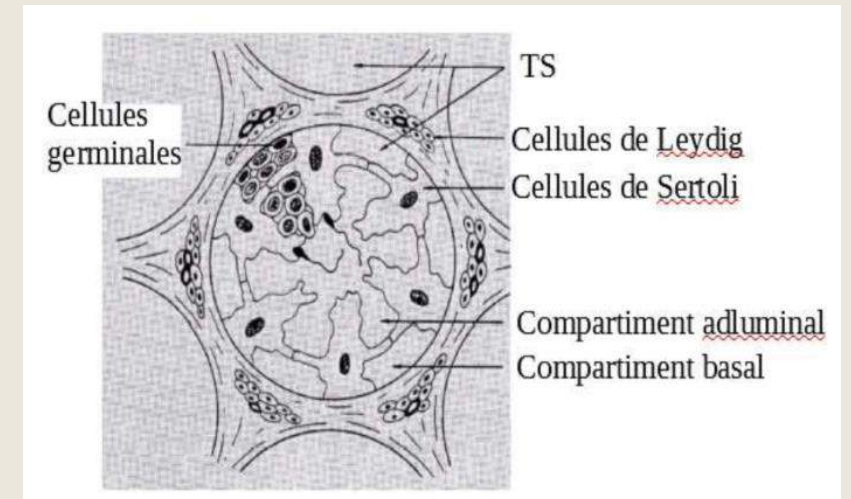 TS
Cellules
germinales
Cellules de Leydig
Cellules de Sertoli
Compartiment adluminal
Compartiment basal